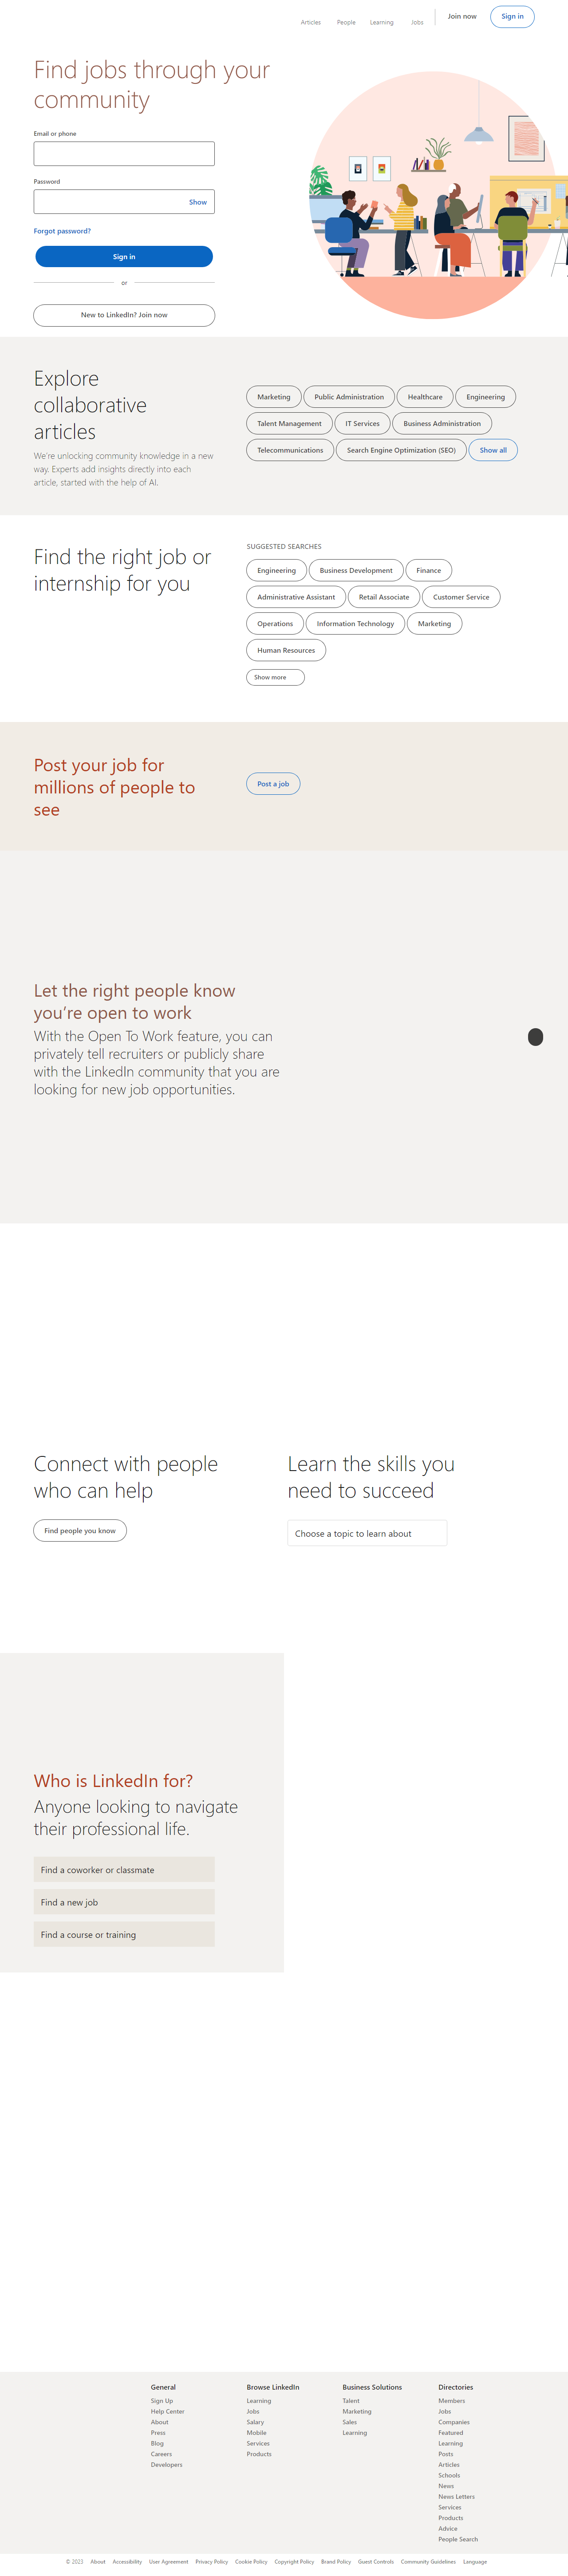 Articles People Learning Jobs Join now Sign in
Find jobs through your
community
Email or phone
Password
Show
Forgot password?
Sign in
or
New to LinkedIn? Join now
Explore
collaborative
articles
We're unlocking community knowledge in a new
way. Experts add insights directly into each
article, started with the help of AI.
Marketing Public Administration Healthcare Engineering
Talent Management IT Services Business Administration
Telecommunications Search Engine Optimization (SEO) Show all
Find the right job or
internship for you
SUGGESTED SEARCHES
Engineering Business Development Finance
Administrative Assistant Retail Associate Customer Service
Operations Information Technology Marketing
Human Resources
Show more
Post your job for
millions of people to
see
Post a job
Let the right people know
you're open to work
With the Open To Work feature, you can
privately tell recruiters or publicly share
with the LinkedIn community that you are
looking for new job opportunities.
Connect with people
who can help
Find people you know
Learn the skills you
need to succeed
Choose a topic to learn about
Who is LinkedIn for?
Anyone looking to navigate
their professional life.
Find a coworker or classmate
Find a new job
Find a course or training
General
Sign Up
Help Center
About
Press
Blog
Careers
Developers
Browse LinkedIn
Learning
Jobs
Salary
Mobile
Services
Products
Business Solutions
Talent
Marketing
Sales
Learning
Directories
Members
Jobs
Companies
Featured
Learning
Posts
Articles
Schools
News
News Letters
Services
Products
Advice
People Search
© 2023 About Accessibility User Agreement Privacy Policy Cookie Policy Copyright Policy Brand Policy Guest Controls Community Guidelines Language